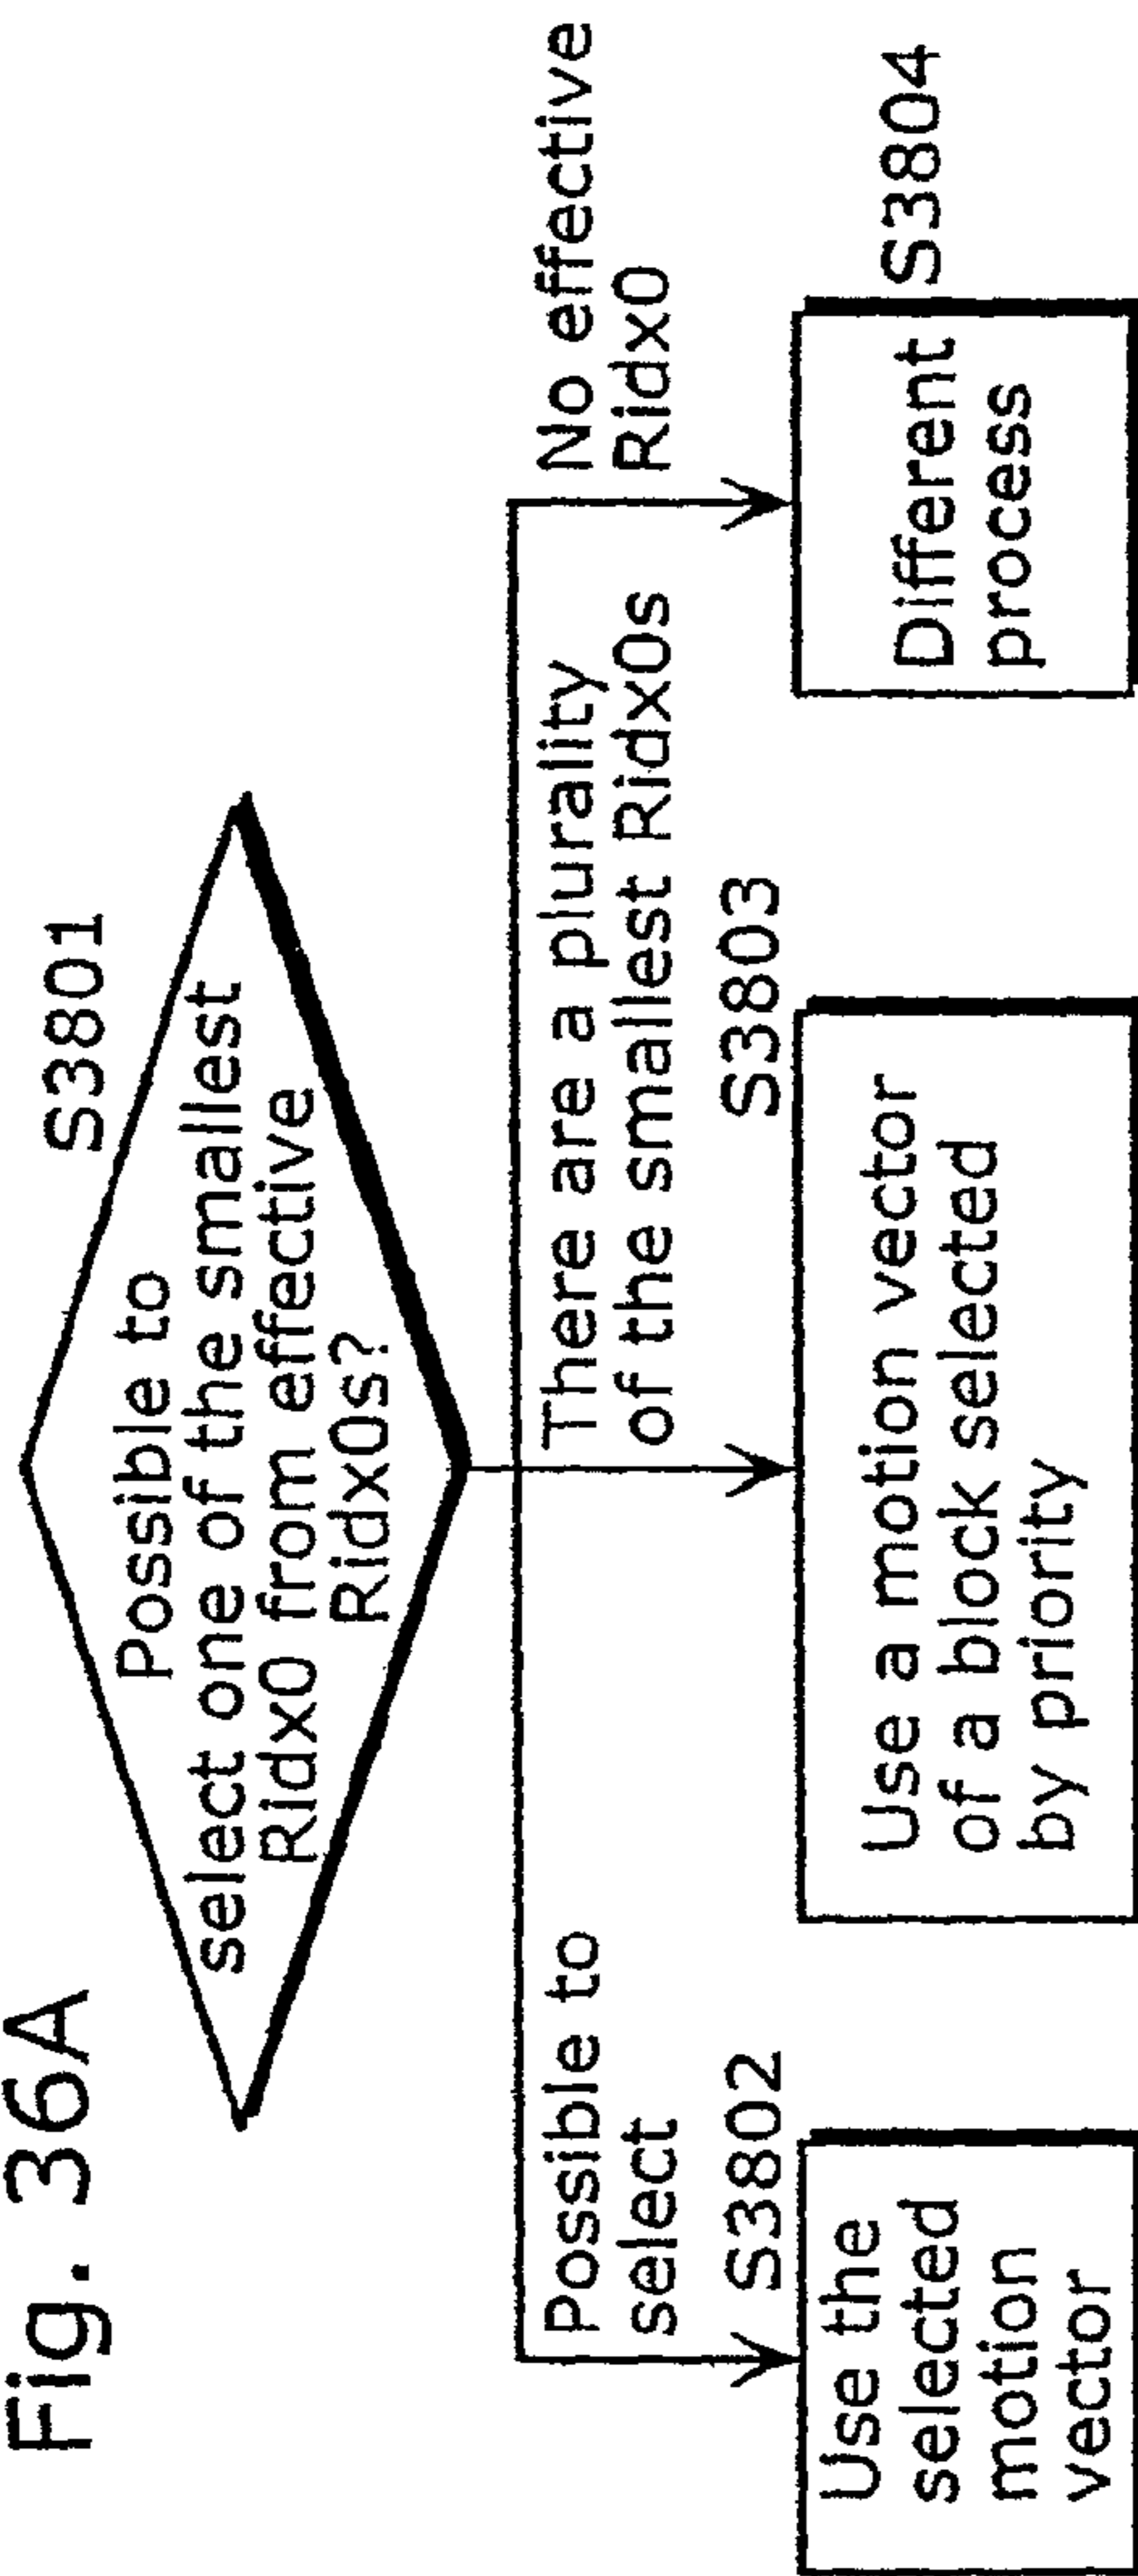 Fig. 36A
S3801
Possible to
select one of the smallest
Ridx0 from effective
Ridx0s?
Possible to
select
There are a plurality
of the smallest Ridx0s
No effective
Ridx0
S3802
Use the
selected
motion
vector
S3803
Use a motion vector
of a block selected
by priority
S3804
Different
process